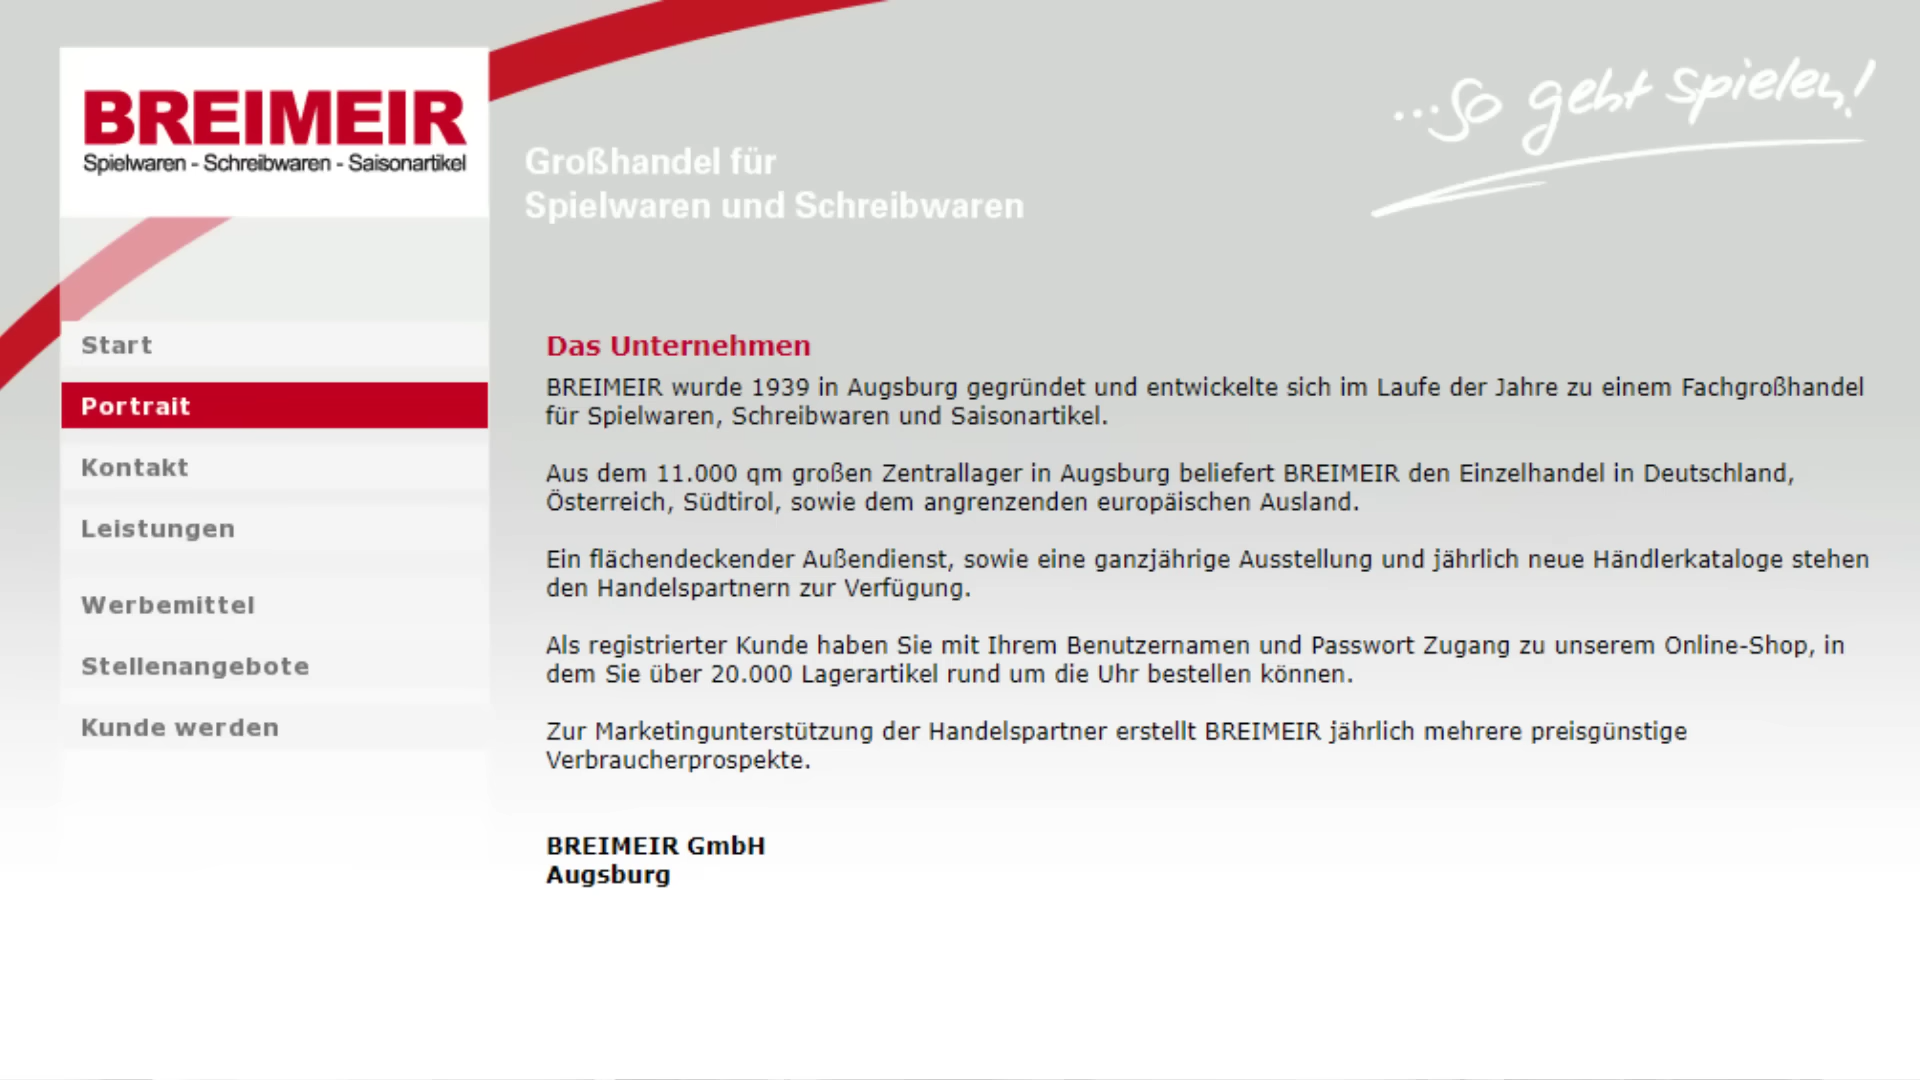 BREIMEIR
Spielwaren - Schreibwaren - Saisonartikel
...so geht spielen!
Großhandel für
Spielwaren und Schreibwaren
Start
Portrait
Kontakt
Leistungen
Werbemittel
Stellenangebote
Kunde werden
Das Unternehmen
BREIMEIR wurde 1939 in Augsburg gegründet und entwickelte sich im Laufe der Jahre zu einem Fachgroßhandel
für Spielwaren, Schreibwaren und Saisonartikel.
Aus dem 11.000 qm großen Zentrallager in Augsburg beliefert BREIMEIR den Einzelhandel in Deutschland,
Österreich, Südtirol, sowie dem angrenzenden europäischen Ausland.
Ein flächendeckender Außendienst, sowie eine ganzjährige Ausstellung und jährlich neue Händlerkataloge stehen
den Handelspartnern zur Verfügung.
Als registrierter Kunde haben Sie mit Ihrem Benutzernamen und Passwort Zugang zu unserem Online-Shop, in
dem Sie über 20.000 Lagerartikel rund um die Uhr bestellen können.
Zur Marketingunterstützung der Handelspartner erstellt BREIMEIR jährlich mehrere preisgünstige
Verbraucherprospekte.
BREIMEIR GmbH
Augsburg